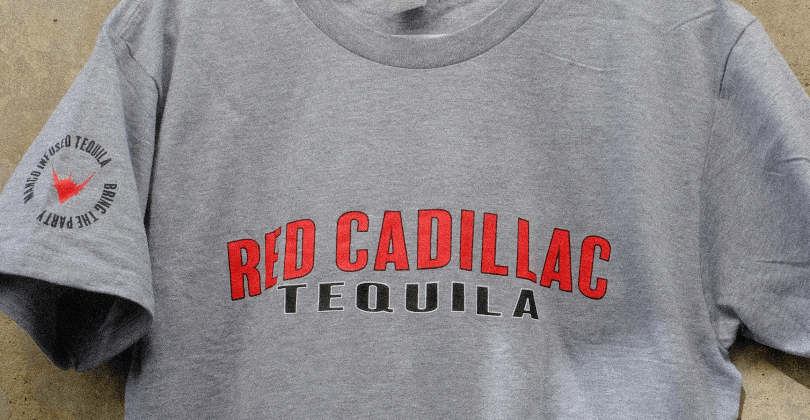 MANGO INFUSED TEQUILA
BRING THE PARTY
RED CADILLAC
TEQUILA